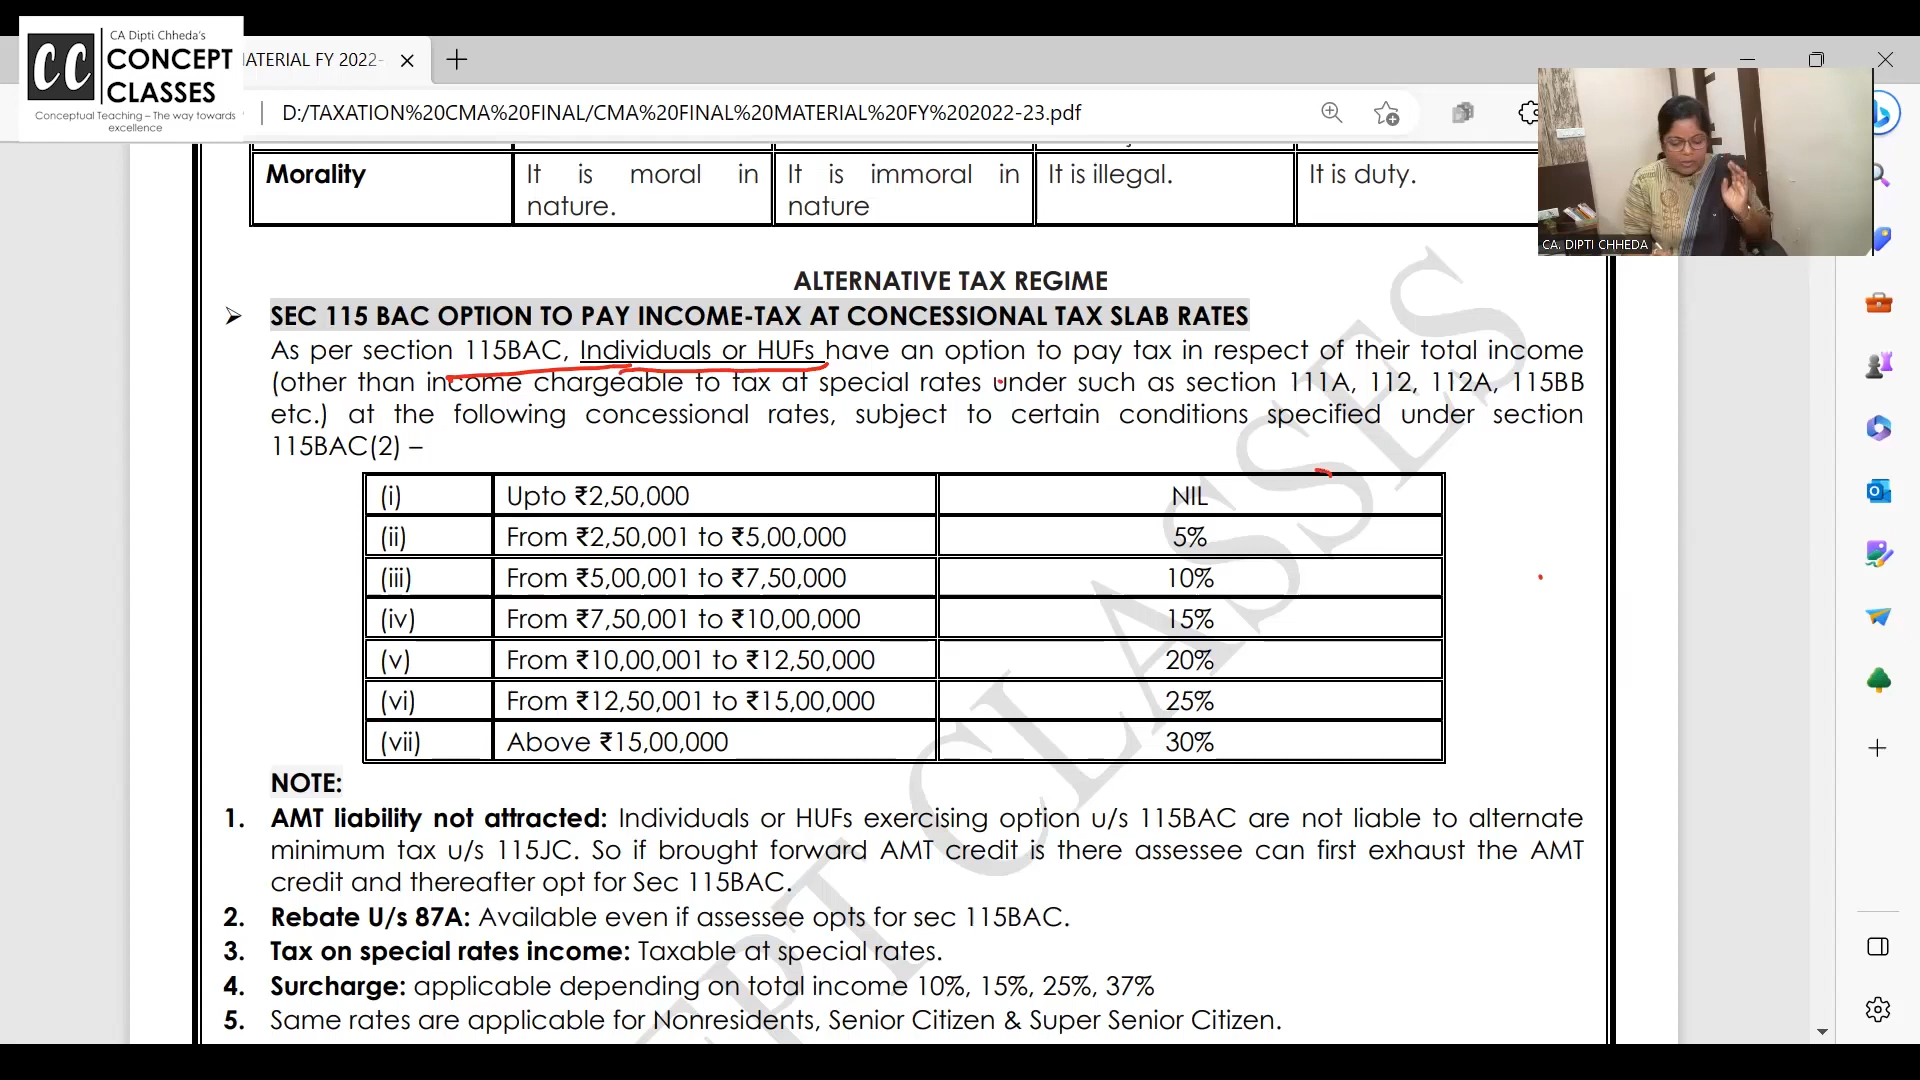 CA Dipti Chheda's
CONCEPT
CLASSES
Conceptual Teaching – The way towards
excellence
CC
ATERIAL FY 2022-
D:/TAXATION%20CMA%20FINAL/CMA%20FINAL%20MATERIAL%20FY%202022-23.pdf
CA. DIPTI CHHEDA
Morality It is moral in nature. It is immoral in nature It is illegal. It is duty.
ALTERNATIVE TAX REGIME
➢ SEC 115 BAC OPTION TO PAY INCOME-TAX AT CONCESSIONAL TAX SLAB RATES
As per section 115BAC, Individuals or HUFs have an option to pay tax in respect of their total income
(other than income chargeable to tax at special rates under such as section 111A, 112, 112A, 115BB
etc.) at the following concessional rates, subject to certain conditions specified under section
115BAC(2) –
(i) Upto ₹2,50,000 NIL
(ii) From ₹2,50,001 to ₹5,00,000 5%
(iii) From ₹5,00,001 to ₹7,50,000 10%
(iv) From ₹7,50,001 to ₹10,00,000 15%
(v) From ₹10,00,001 to ₹12,50,000 20%
(vi) From ₹12,50,001 to ₹15,00,000 25%
(vii) Above ₹15,00,000 30%
NOTE:
1. AMT liability not attracted: Individuals or HUFs exercising option u/s 115BAC are not liable to alternate
minimum tax u/s 115JC. So if brought forward AMT credit is there assessee can first exhaust the AMT
credit and thereafter opt for Sec 115BAC.
2. Rebate U/s 87A: Available even if assessee opts for sec 115BAC.
3. Tax on special rates income: Taxable at special rates.
4. Surcharge: applicable depending on total income 10%, 15%, 25%, 37%
5. Same rates are applicable for Nonresidents, Senior Citizen & Super Senior Citizen.
EPT CLASSES